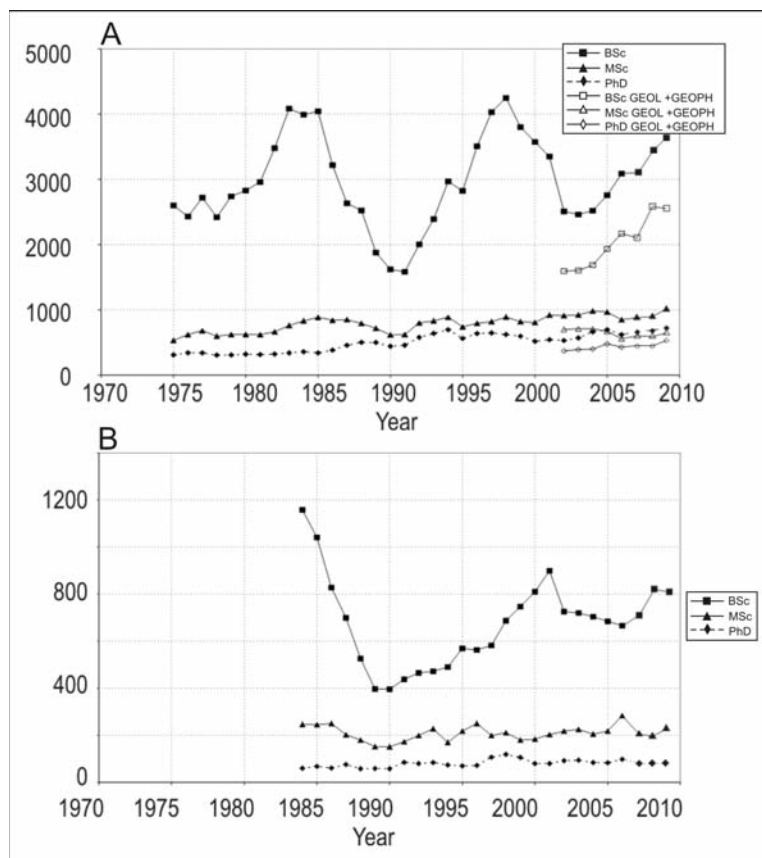 A
5000
4000
3000
2000
1000
0
BSc
MSc
PhD
BSc GEOL +GEOPH
MSc GEOL +GEOPH
PhD GEOL +GEOPH
1970 1975 1980 1985 1990 1995 2000 2005 2010
Year
B
1200
800
400
0
BSc
MSc
PhD
1970 1975 1980 1985 1990 1995 2000 2005 2010
Year